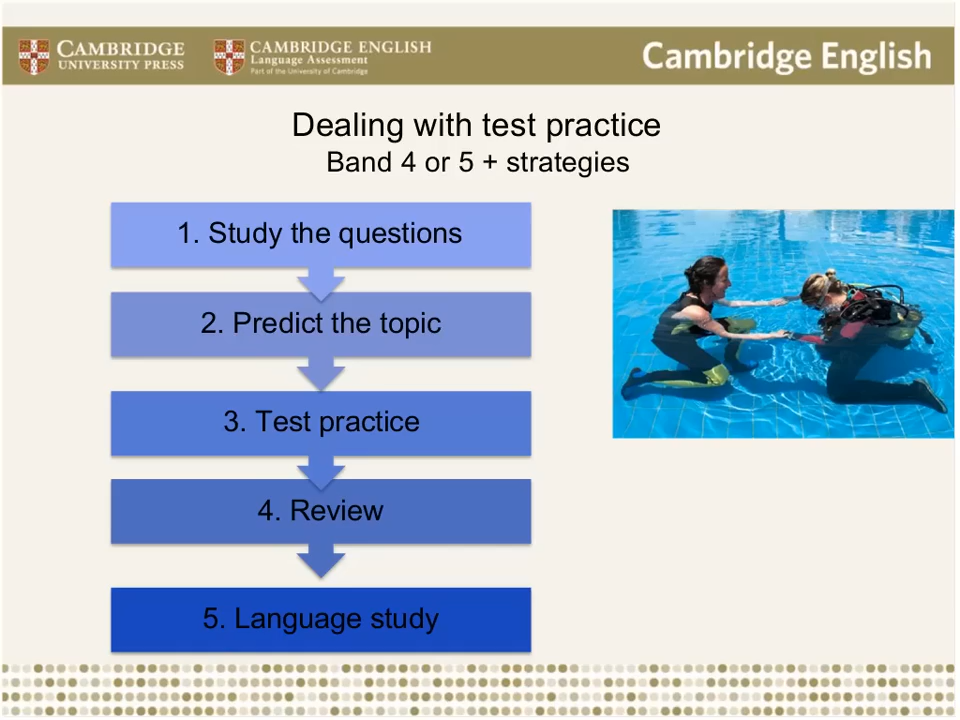 CAMBRIDGE
UNIVERSITY PRESS
CAMBRIDGE ENGLISH
Language Assessment
Part of the University of Cambridge
Cambridge English
Dealing with test practice
Band 4 or 5 + strategies
1. Study the questions
2. Predict the topic
3. Test practice
4. Review
5. Language study